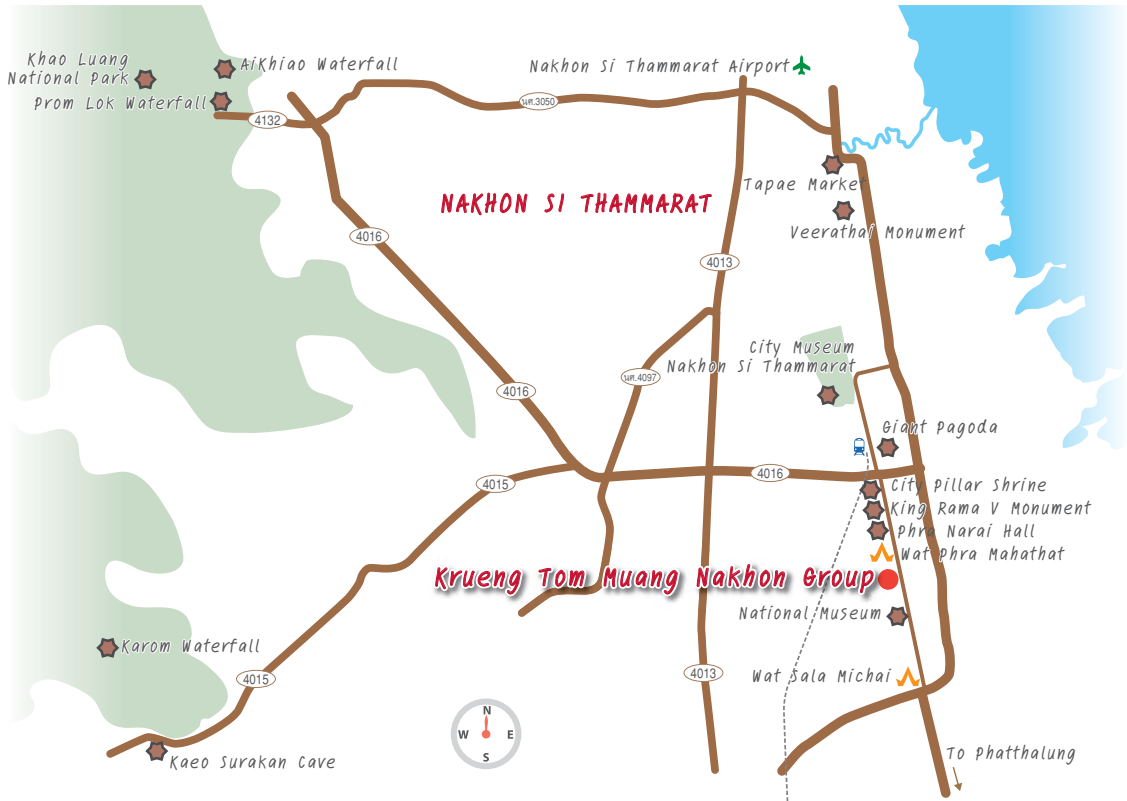 Khao Luang
National Park
AiKhiao Waterfall
Prom Lok Waterfall
4132
นศ.3050
Nakhon Si Thammarat Airport
Tapae Market
NAKHON SI THAMMARAT
Veerathai Monument
4016
4013
City Museum
Nakhon Si Thammarat
นศ.4097
4016
Giant Pagoda
4015
4016
City Pillar Shrine
King Rama V Monument
Phra Narai Hall
Wat Phra Mahathat
Krueng Tom Muang Nakhon Group
National Museum
Karom Waterfall
4015
4013
Wat Sala Michai
N
W E
S
Kaeo Surakan Cave
To Phatthalung